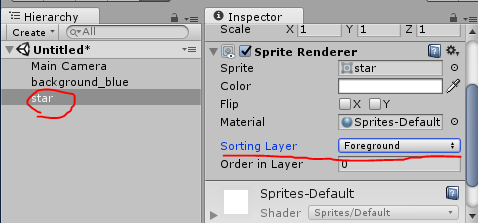 Hierarchy
Create All
Untitled*
Main Camera
background_blue
star
Inspector
Scale X 1 Y 1 Z 1
Sprite Renderer
Sprite star
Color
Flip X Y
Material Sprites-Default
Sorting Layer Foreground
Order in Layer 0
Sprites-Default
Shader Sprites/Default